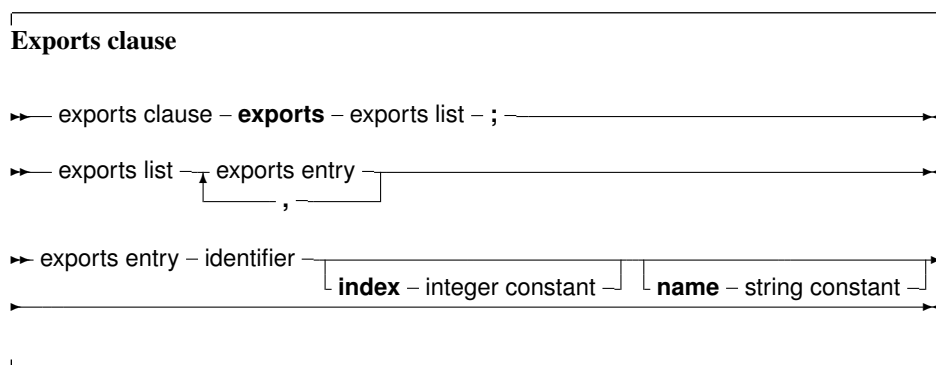 Exports clause
exports clause – exports – exports list – ;
exports list – exports entry
,
exports entry – identifier
index – integer constant – name – string constant